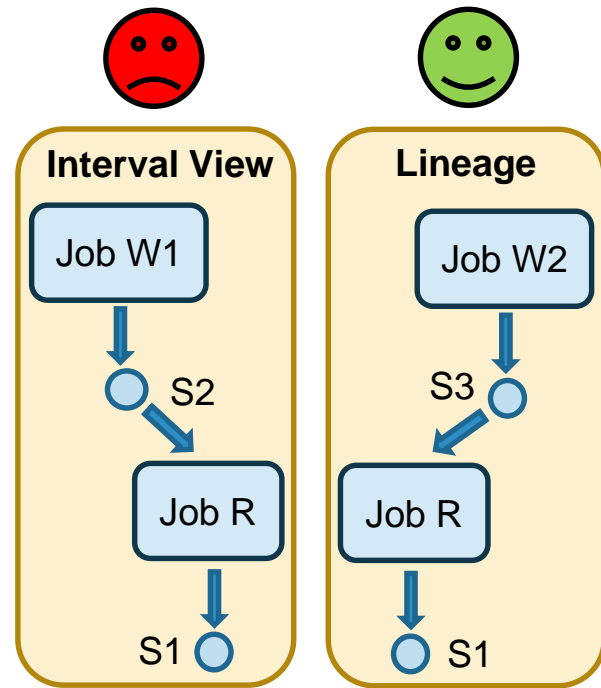 Interval View
Job W1
S2
Job R
S1
Lineage
Job W2
S3
Job R
S1